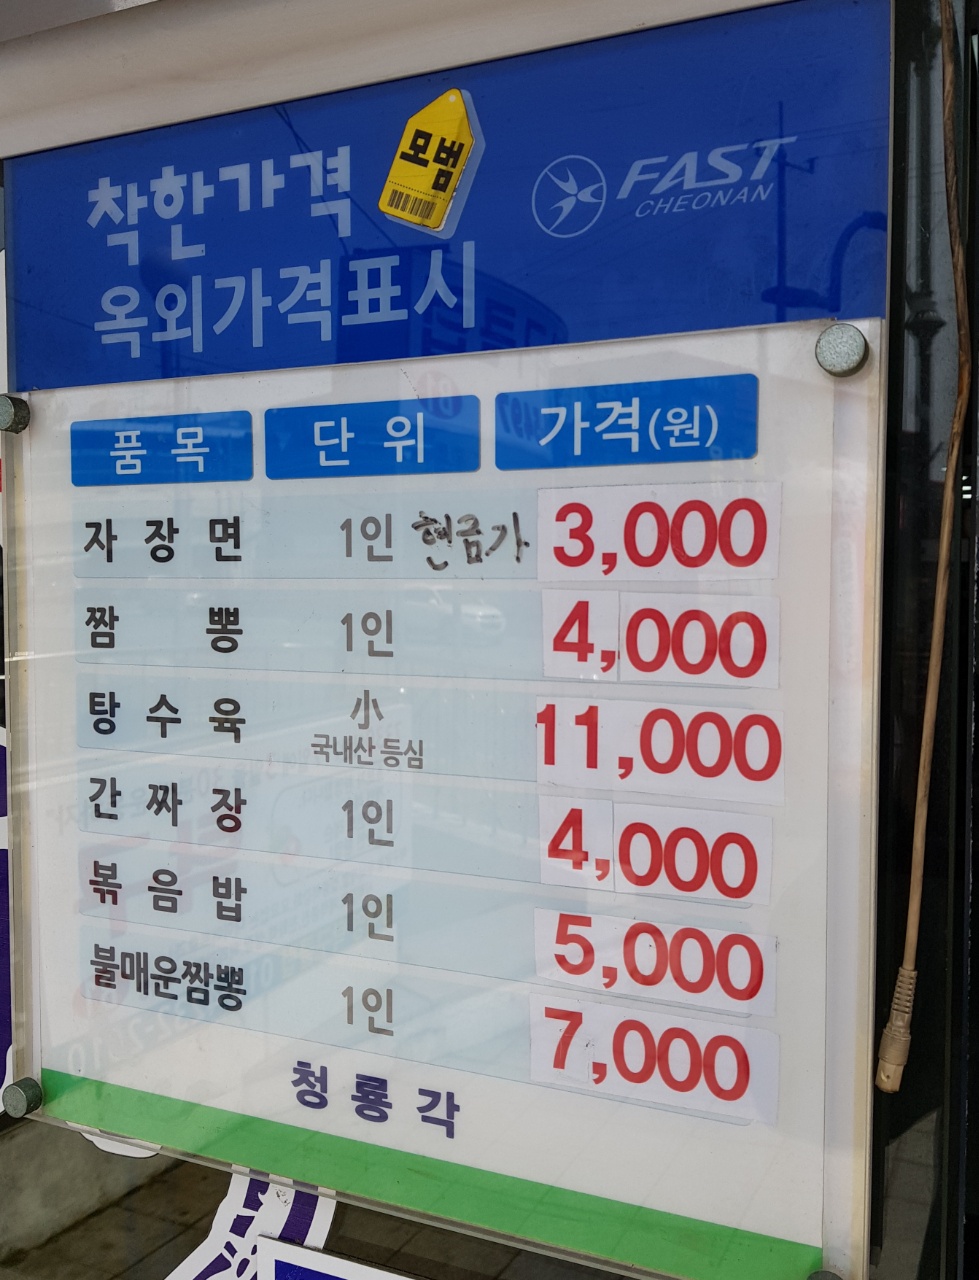 착한가격 모범
옥외가격표시
FAST
CHEONAN
품목 단위 가격(원)
자장면 1인 현금가 3,000
짬뽕 1인 4,000
탕수육 小 11,000
국내산 등심
간짜장 1인 4,000
볶음밥 1인 5,000
불매운짬뽕 1인 7,000
청룡각